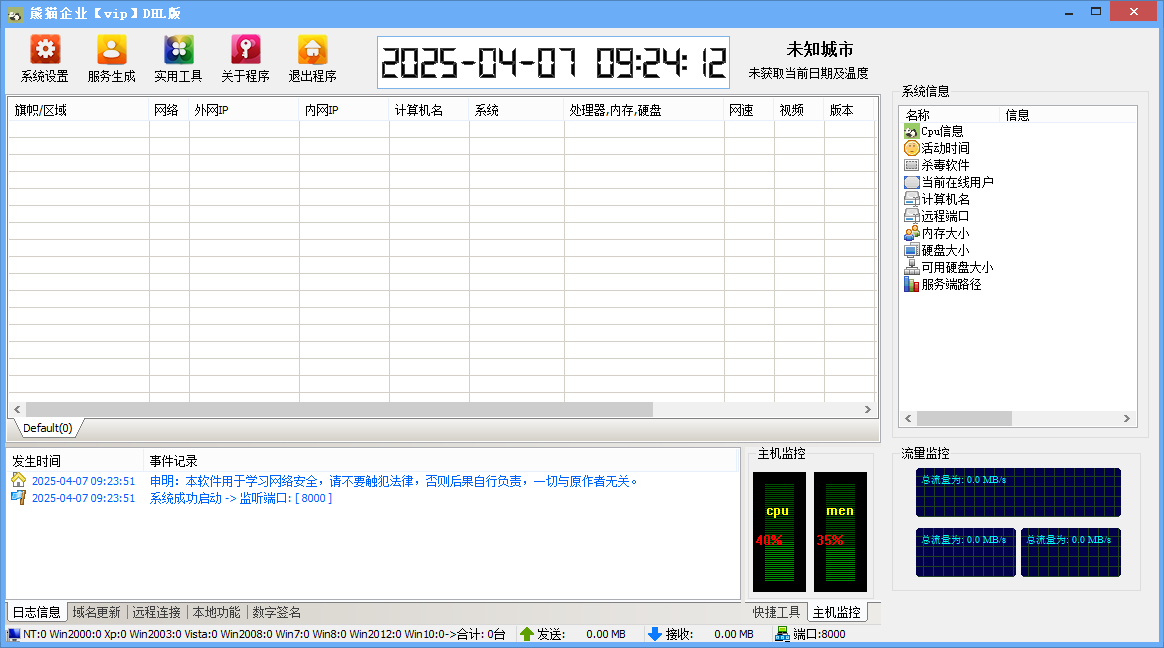 熊猫企业【vip】DHL版
系统设置 服务生成 实用工具 关于程序 退出程序
2025-04-07 09:24:12
未知城市
未获取当前日期及温度
旗帜/区域 网络 外网IP 内网IP 计算机名 系统 处理器,内存,硬盘 网速 视频 版本
Default(0)
系统信息
名称 信息
Cpu信息
活动时间
杀毒软件
当前在线用户
计算机名
远程端口
内存大小
硬盘大小
可用硬盘大小
服务端路径
发生时间 事件记录
2025-04-07 09:23:51 申明：本软件用于学习网络安全，请不要触犯法律，否则后果自行负责，一切与原作者无关。
2025-04-07 09:23:51 系统成功启动 -> 监听端口: [ 8000 ]
主机监控
cpu men
40% 35%
流量监控
总流量为: 0.0 MB/s
总流量为: 0.0 MB/s 总流量为: 0.0 MB/s
日志信息 域名更新 远程连接 本地功能 数字签名
快捷工具 主机监控
NT:0 Win2000:0 Xp:0 Win2003:0 Vista:0 Win2008:0 Win7:0 Win8:0 Win2012:0 Win10:0->合计: 0台 发送: 0.00 MB 接收: 0.00 MB 端口:8000